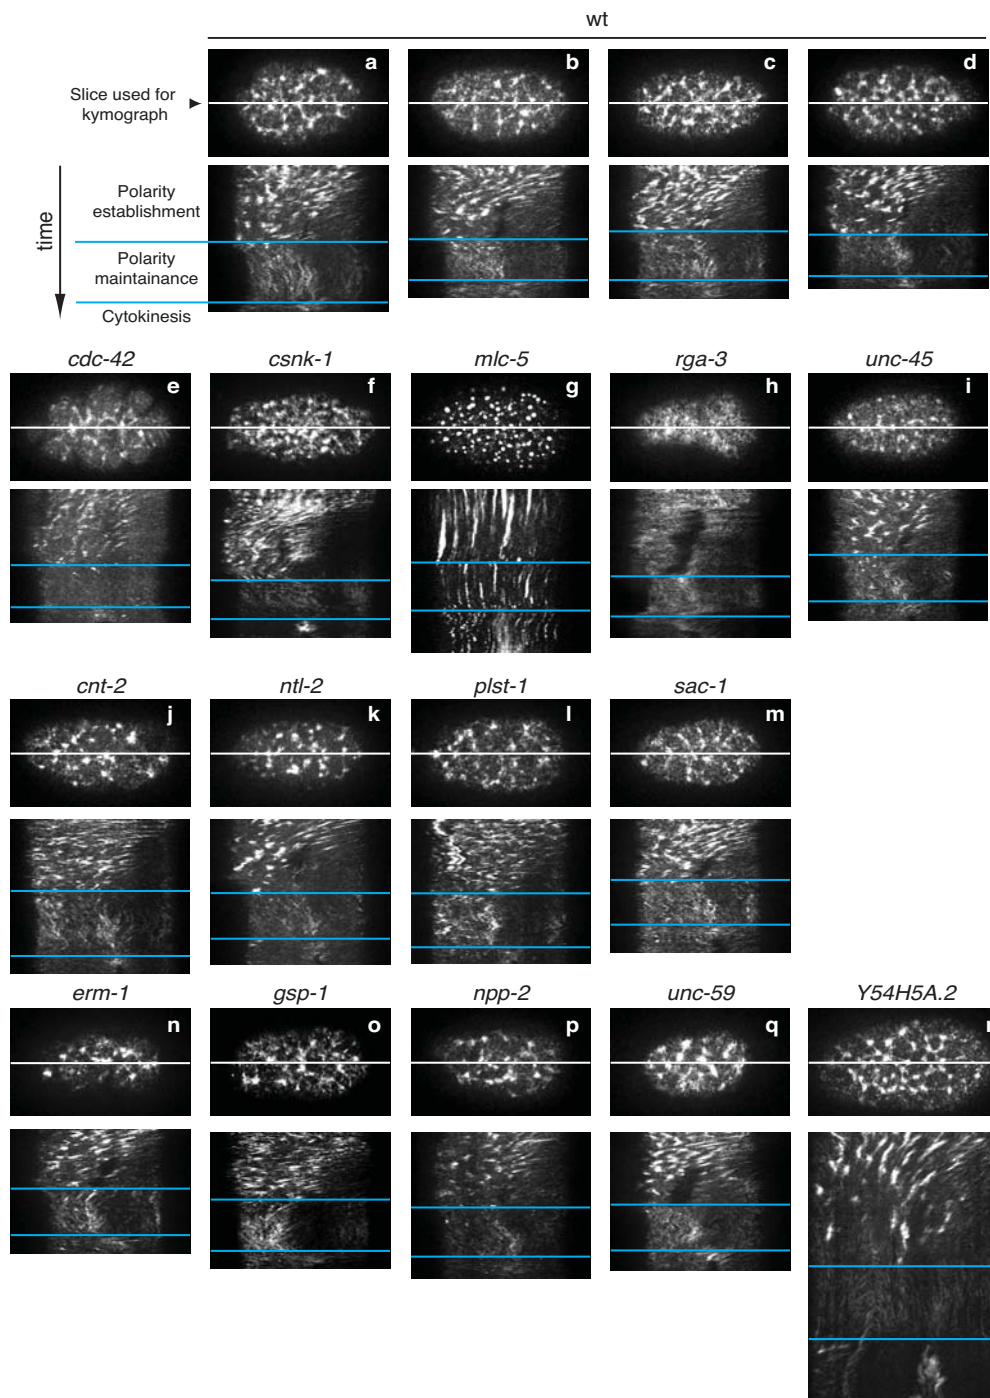 wt
a
b
c
d
Slice used for
kymograph
time
Polarity
establishment
Polarity
maintainance
Cytokinesis
cdc-42
csnk-1
mlc-5
rga-3
unc-45
e
f
g
h
i
cnt-2
ntl-2
plst-1
sac-1
j
k
l
m
erm-1
gsp-1
npp-2
unc-59
Y54H5A.2
n
o
p
q